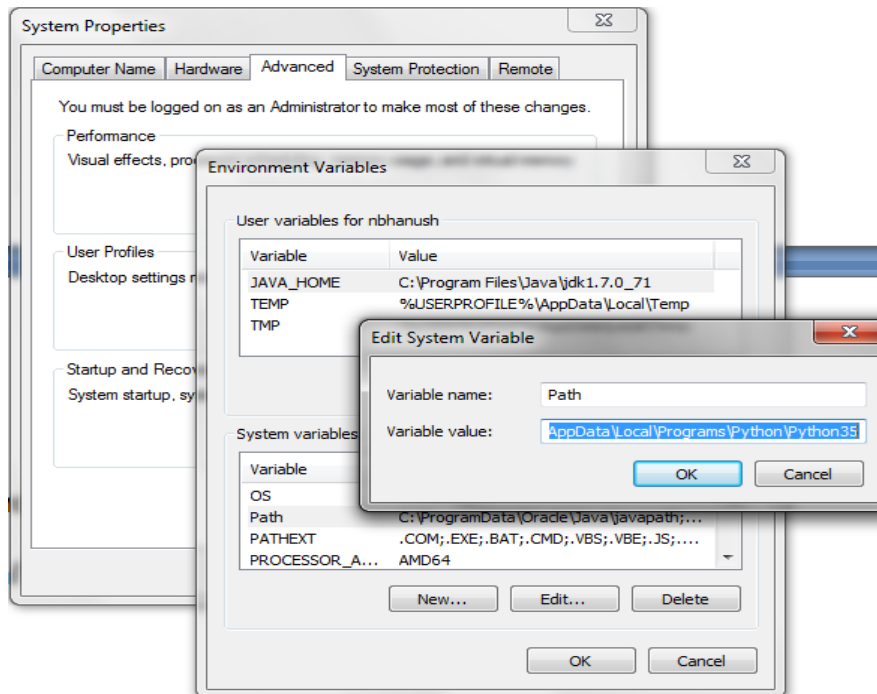 System Properties
Computer Name Hardware Advanced System Protection Remote
You must be logged on as an Administrator to make most of these changes.
Performance
Visual effects, usage, and virtual memory
Environment Variables
User variables for nbhanush
Variable Value
JAVA_HOME C:\Program Files\Java\jdk1.7.0_71
TEMP %USERPROFILE%\AppData\Local\Temp
TMP
User Profiles
Desktop settings
Edit System Variable
Variable name: Path
Variable value: AppData\Local\Programs\Python\Python35
OK Cancel
Startup and Recov
System startup, sy
System variables
Variable
OS
Path C:\ProgramData\Oracle\Java\javapath;...
PATHEXT .COM;.EXE;.BAT;.CMD;.VBS;.VBE;.JS;....
PROCESSOR_A... AMD64
New... Edit... Delete
OK Cancel